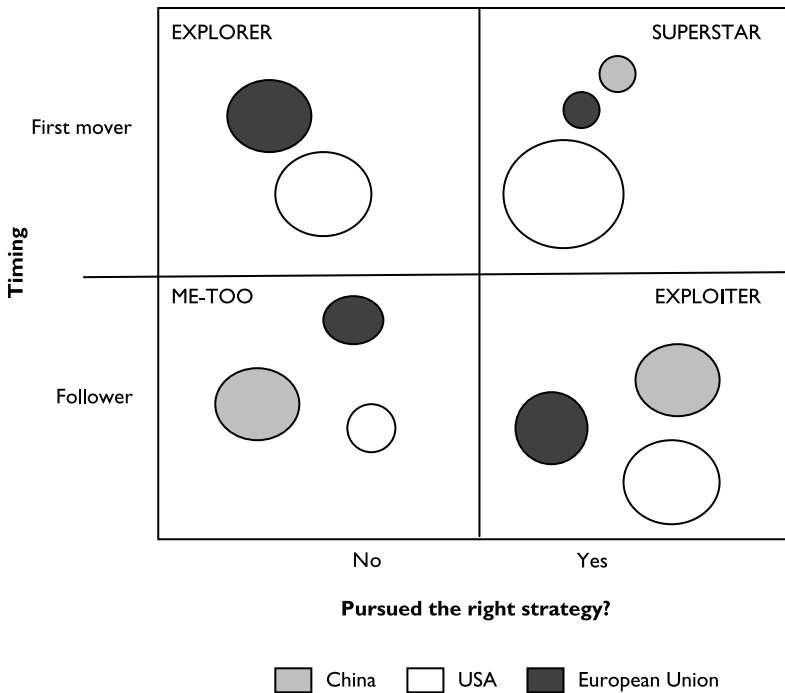 EXPLORER
SUPERSTAR
First mover
Timing
ME-TOO
EXPLOITER
Follower
No
Yes
Pursued the right strategy?
China
USA
European Union